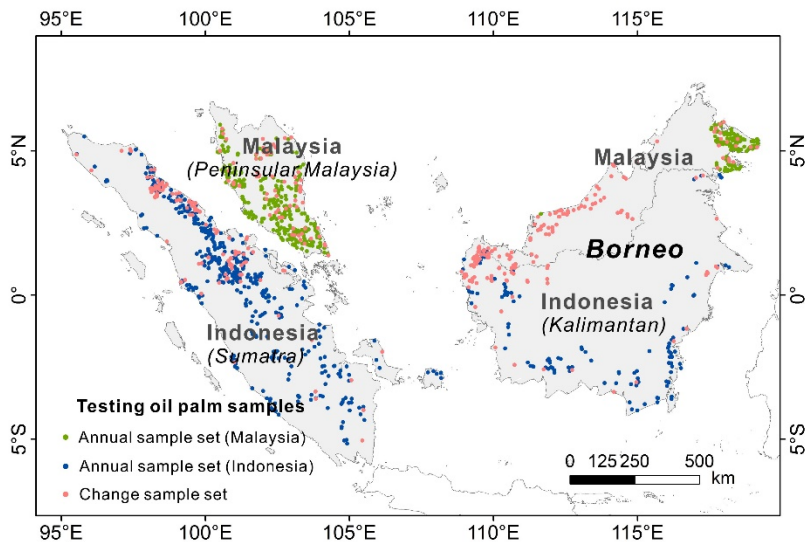 95°E 100°E 105°E 110°E 115°E
5°N 5°N
0° 0°
5°S 5°S
Malaysia
(Peninsular Malaysia)
Malaysia
Borneo
Indonesia
(Kalimantan)
Indonesia
(Sumatra)
Testing oil palm samples
Annual sample set (Malaysia)
Annual sample set (Indonesia)
Change sample set
0 125 250 500
km
95°E 100°E 105°E 110°E 115°E